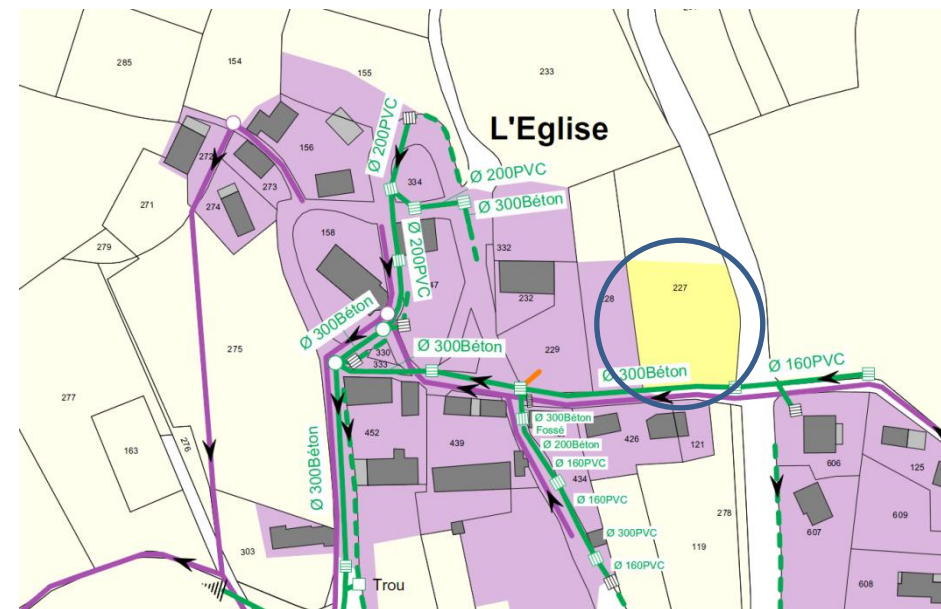 285
154
155
233
L'Eglise
Ø 200PVC
272
156
334
Ø 200PVC
273
274
271
Ø 300Béton
279
158
Ø 200PVC
332
47
232
228
227
Ø 300Béton
275
330
333
Ø 300Béton
229
Ø 300Béton
Ø 160PVC
277
163
276
Ø 300Béton
452
439
Ø 300Béton
Fossé
Ø 200Béton
426
121
Ø 160PVC
434
Ø 160PVC
606
125
278
609
607
303
Ø 300PVC
119
Ø 160PVC
Trou
608